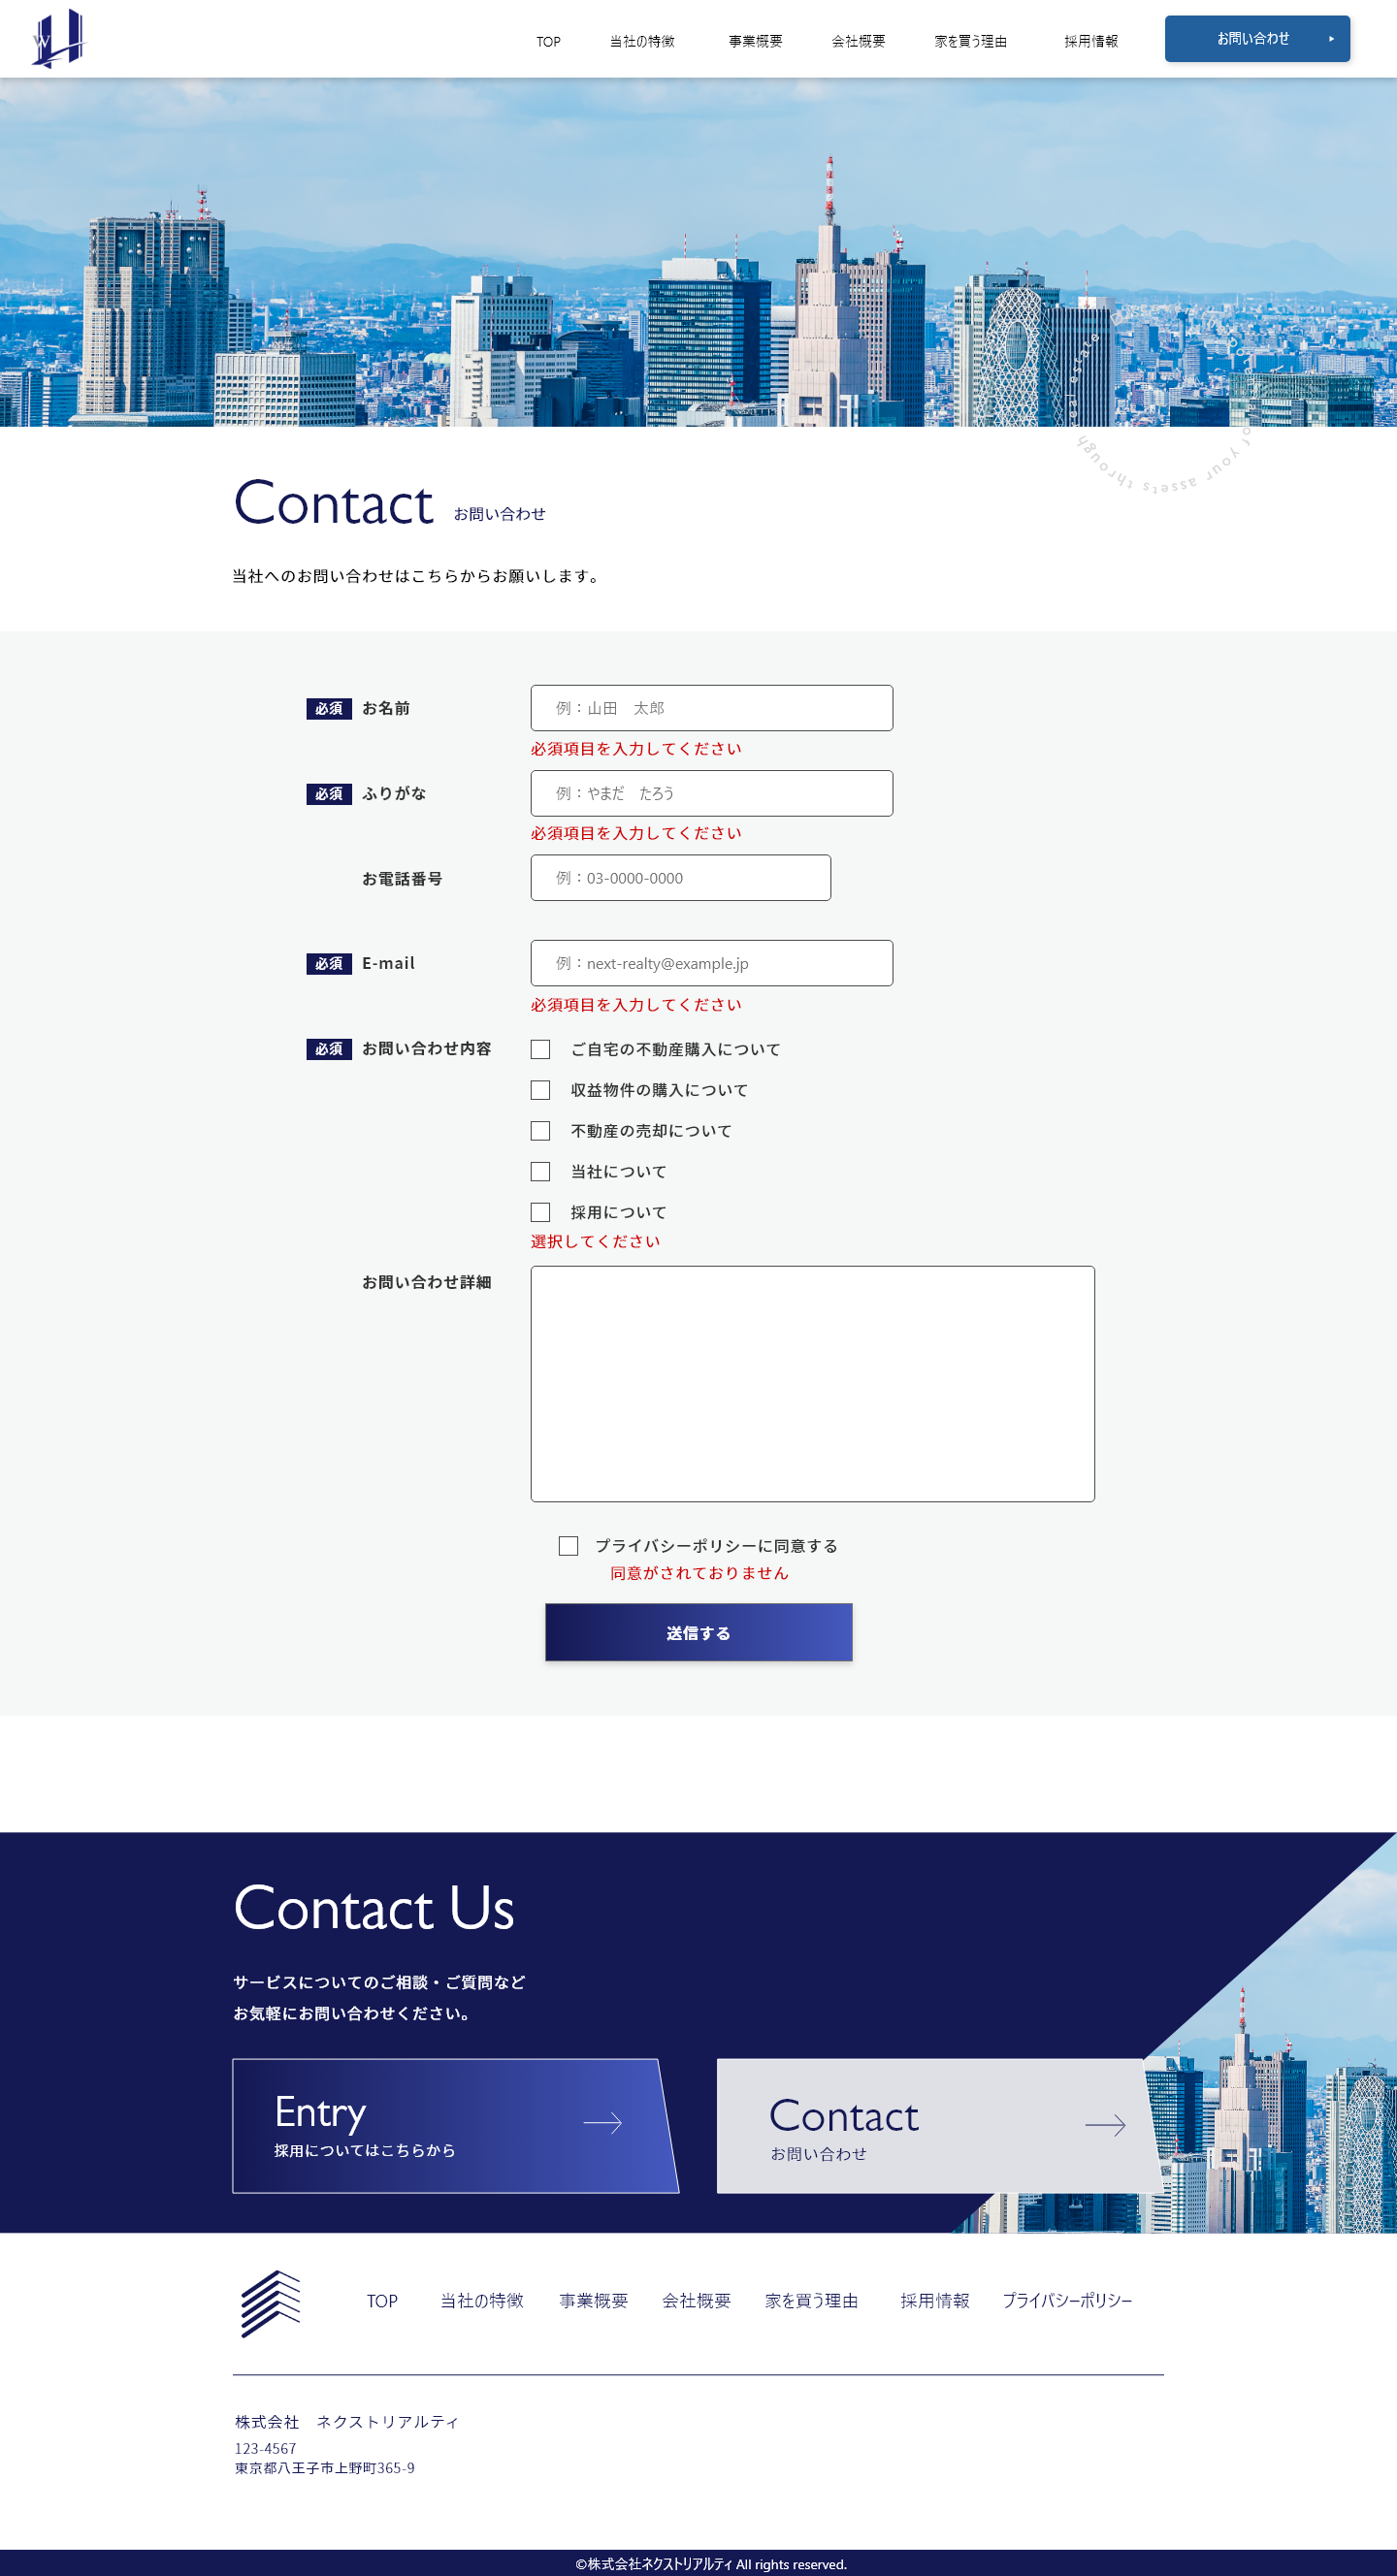 W
TOP
当社の特徴
事業概要
会社概要
家を買う理由
採用情報
お問い合わせ
real estate
of your assets through
Contact お問い合わせ
当社へのお問い合わせはこちらからお願いします。
必須 お名前
例：山田　太郎
必須項目を入力してください
必須 ふりがな
例：やまだ　たろう
必須項目を入力してください
お電話番号
例：03-0000-0000
必須 E-mail
例：next-realty@example.jp
必須項目を入力してください
必須 お問い合わせ内容
ご自宅の不動産購入について
収益物件の購入について
不動産の売却について
当社について
採用について
選択してください
お問い合わせ詳細
プライバシーポリシーに同意する
同意がされておりません
送信する
Contact Us
サービスについてのご相談・ご質問など
お気軽にお問い合わせください。
Entry
採用についてはこちらから
Contact
お問い合わせ
TOP
当社の特徴
事業概要
会社概要
家を買う理由
採用情報
プライバシーポリシー
株式会社　ネクストリアルティ
123-4567
東京都八王子市上野町365-9
©株式会社ネクストリアルティ All rights reserved.